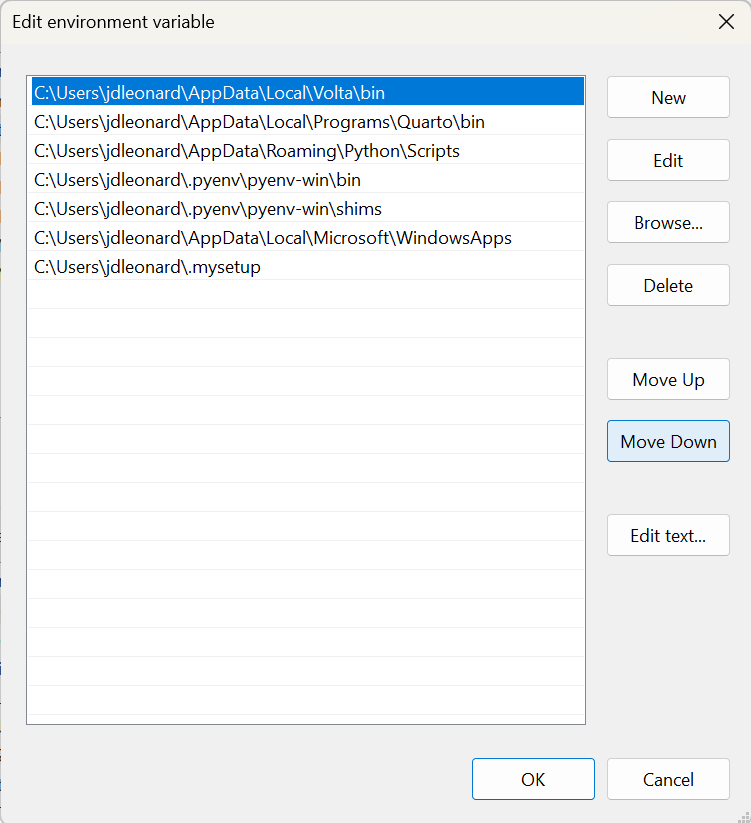 Edit environment variable
C:\Users\jdleonard\AppData\Local\Volta\bin
C:\Users\jdleonard\AppData\Local\Programs\Quarto\bin
C:\Users\jdleonard\AppData\Roaming\Python\Scripts
C:\Users\jdleonard\.pyenv\pyenv-win\bin
C:\Users\jdleonard\.pyenv\pyenv-win\shims
C:\Users\jdleonard\AppData\Local\Microsoft\WindowsApps
C:\Users\jdleonard\.mysetup
New
Edit
Browse...
Delete
Move Up
Move Down
Edit text...
OK
Cancel